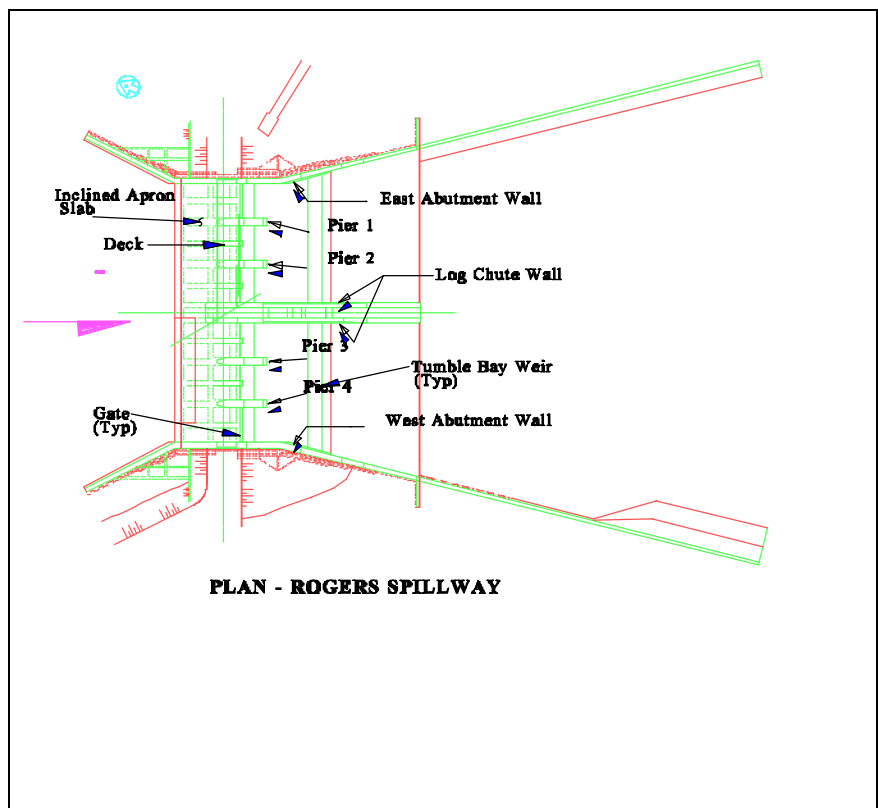 Inclined Apron
Slab
East Abutment Wall
Pier 1
Deck
Pier 2
Log Chute Wall
Pier 3
Tumble Bay Weir
(Typ)
Pier 4
Gate
(Typ)
West Abutment Wall
PLAN - ROGERS SPILLWAY